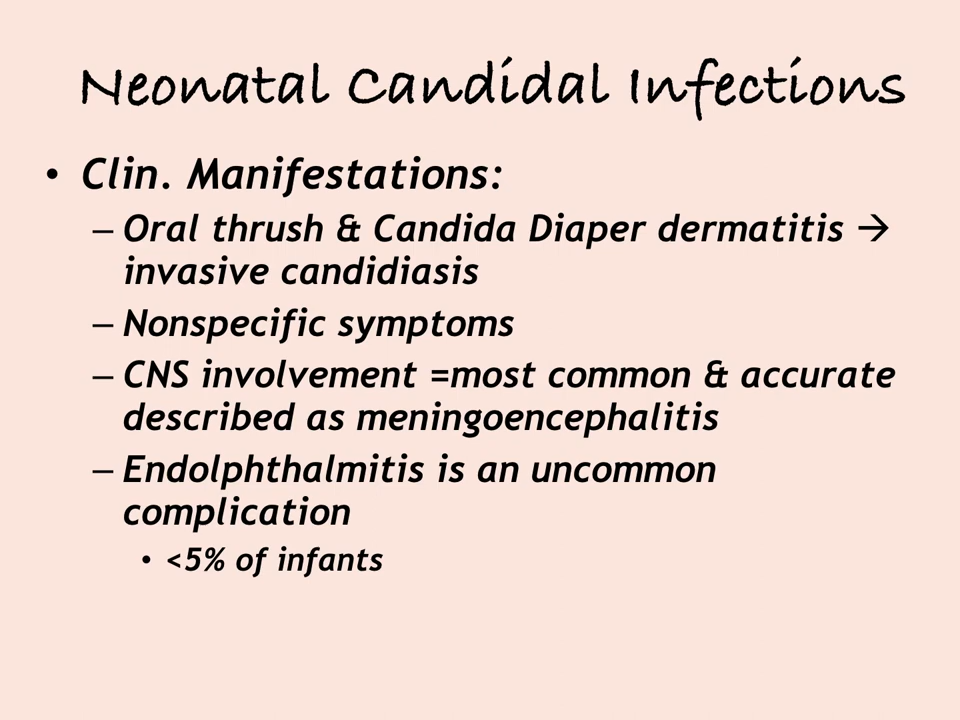 Neonatal Candidal Infections
• Clin. Manifestations:
– Oral thrush & Candida Diaper dermatitis →
invasive candidiasis
– Nonspecific symptoms
– CNS involvement =most common & accurate
described as meningoencephalitis
– Endolphthalmitis is an uncommon
complication
• <5% of infants